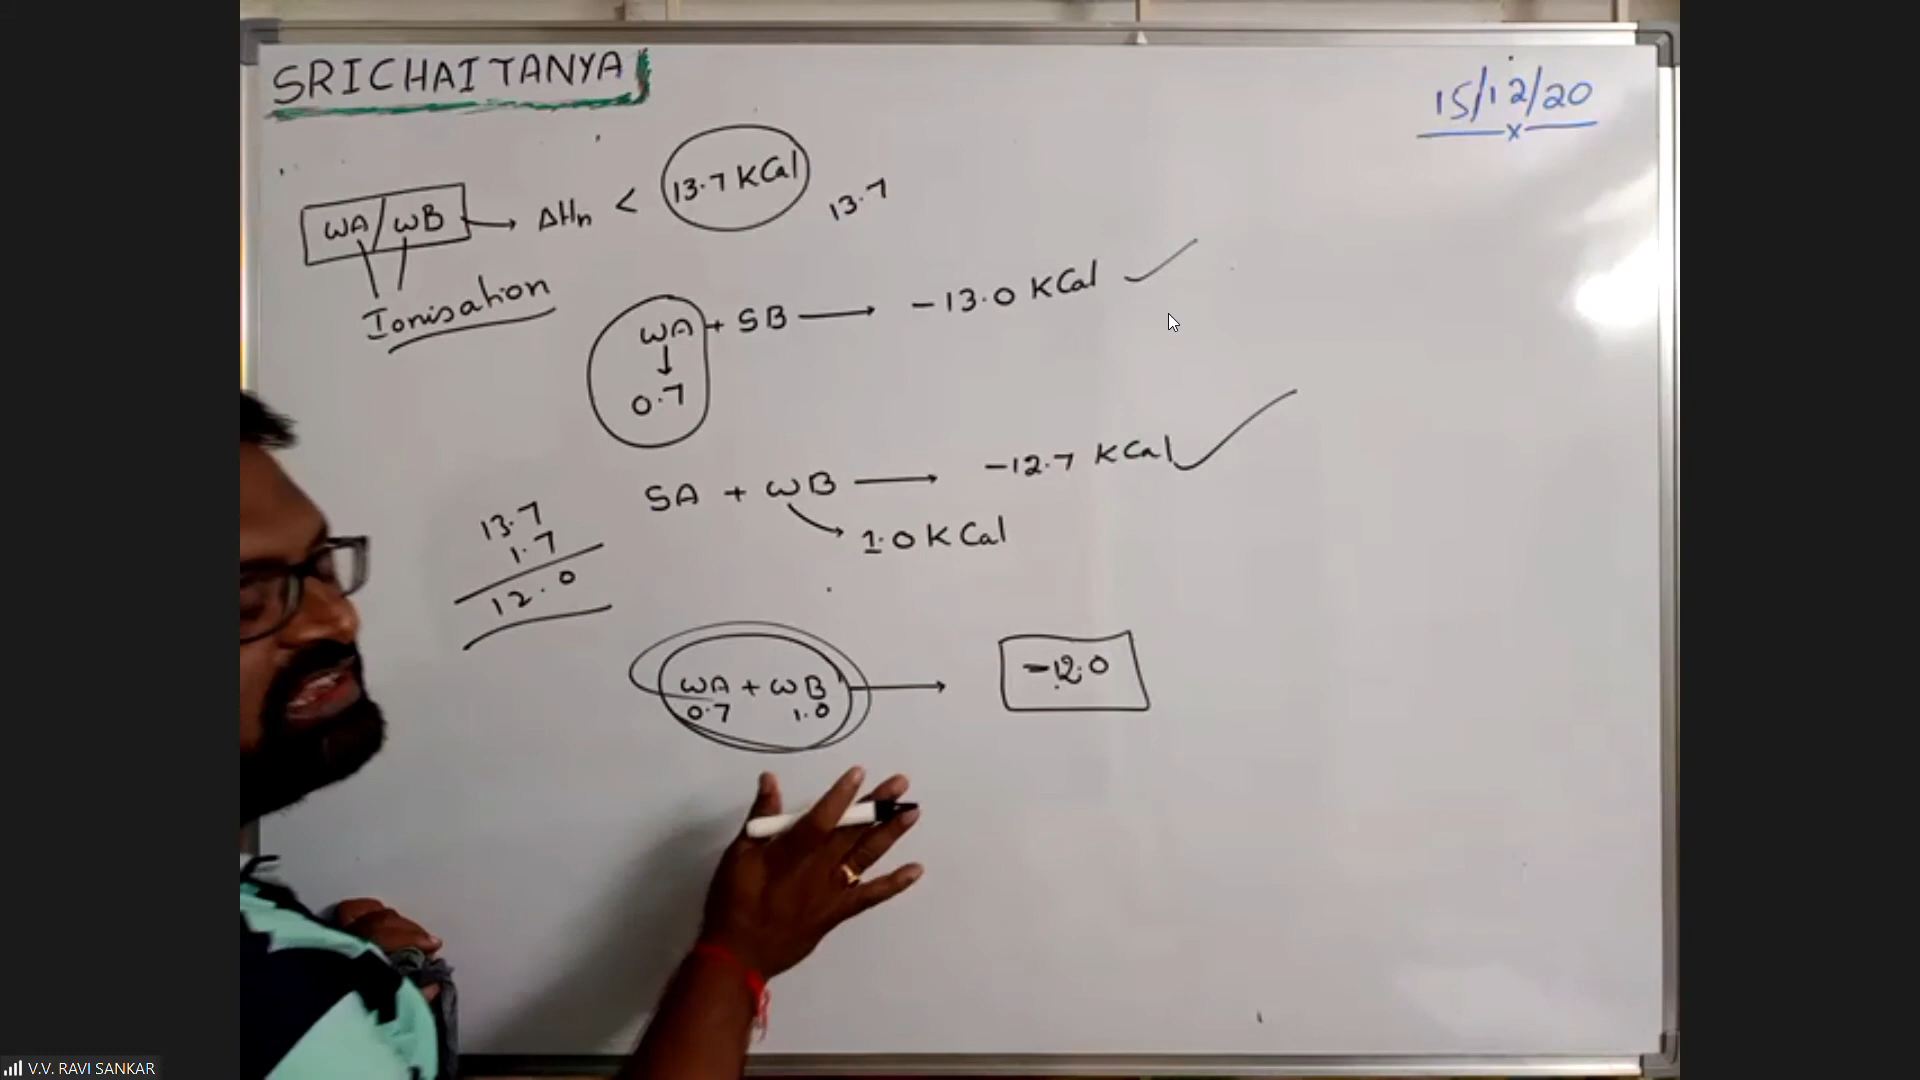 SRICHAITANYA
15/12/20
x
WA/WB → ΔHn < 13.7 KCal
13.7
Ionisation
WA + SB → -13.0 KCal ✓
↓
0.7
SA + WB → -12.7 KCal ✓
1.0 KCal
13.7
1.7
12.0
WA + WB → -12.0
0.7 1.0
V.V. RAVI SANKAR